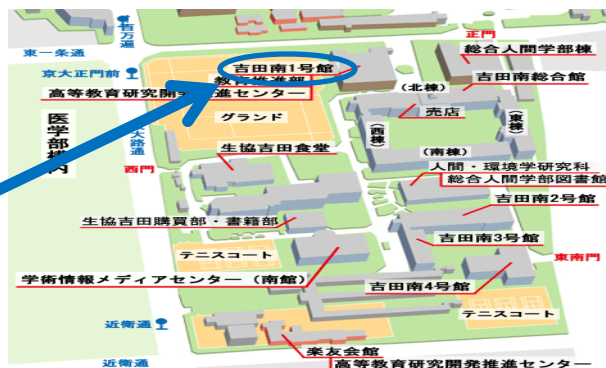 百万遍
正門
東一条通
総合人間学部棟
吉田南1号館
京大正門前
教育推進部
吉田南総合館
高等教育研究開発推進センター
(北棟)
売店
グランド
(西棟)
(東棟)
医学部構内
生協吉田食堂
(南棟)
西門
人間・環境学研究科
総合人間学部図書館
吉田南2号館
生協吉田購買部・書籍部
吉田南3号館
テニスコート
東南門
学術情報メディアセンター(南館)
吉田南4号館
テニスコート
近衛通
楽友会館
近衛通
高等教育研究開発推進センター